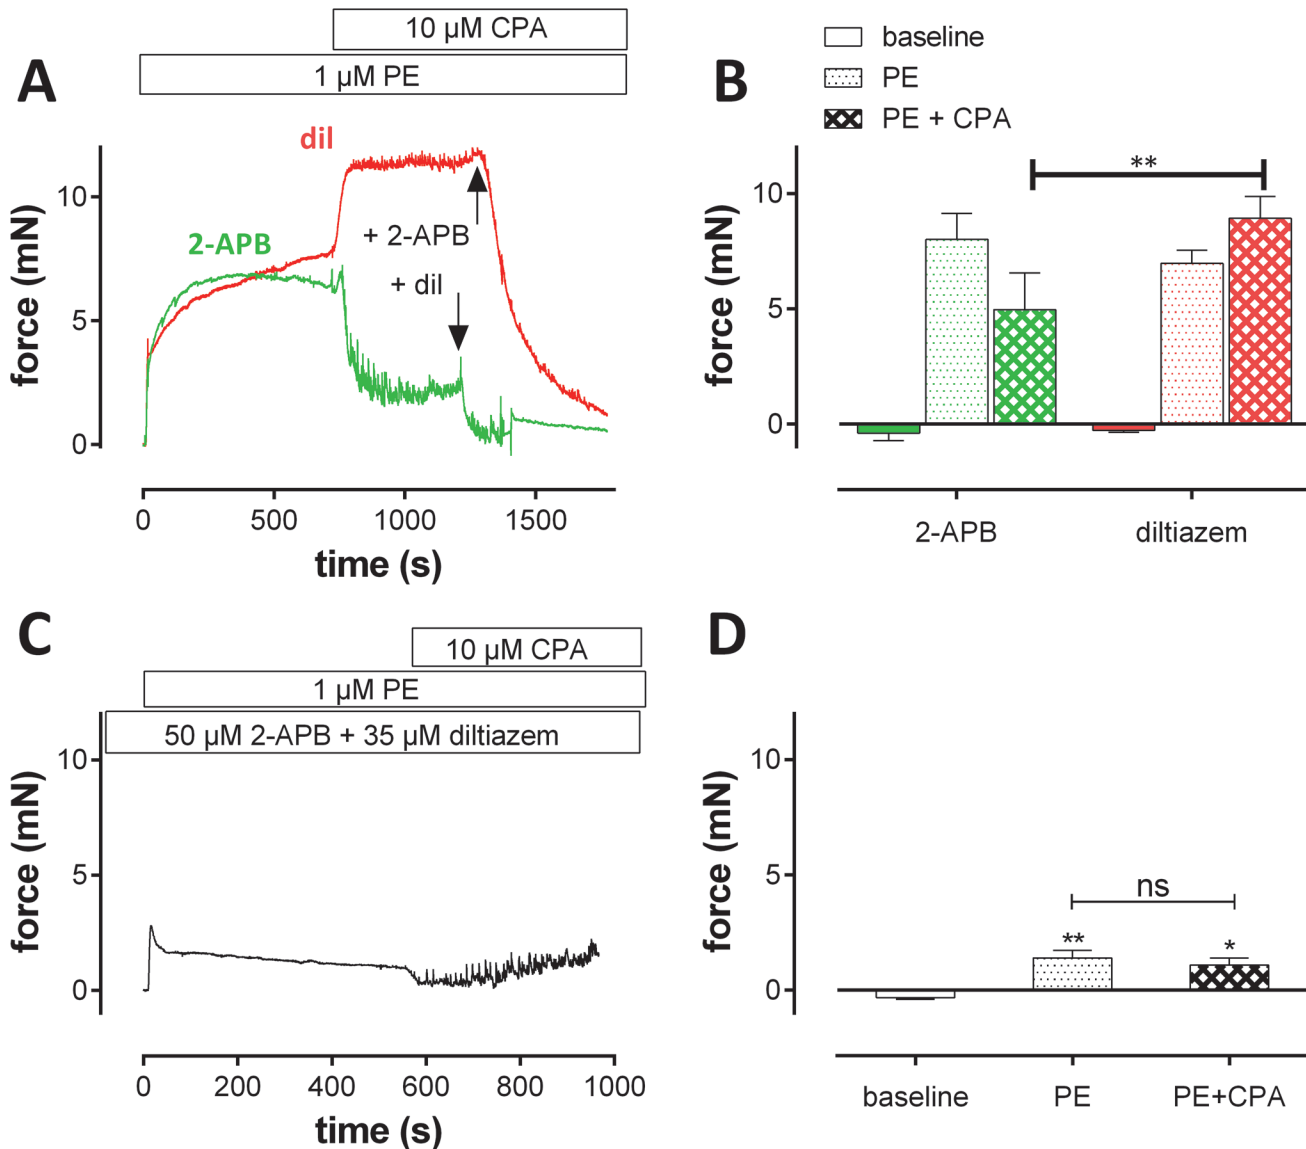 A
10 µM CPA
1 µM PE
dil
2-APB
+ 2-APB
+ dil
force (mN)
10
5
0
0
500
1000
1500
time (s)
B
baseline
PE
PE + CPA
**
force (mN)
10
5
0
2-APB
diltiazem
C
10 µM CPA
1 µM PE
50 µM 2-APB + 35 µM diltiazem
force (mN)
10
5
0
0
200
400
600
800
1000
time (s)
D
force (mN)
10
5
0
ns
**
*
baseline
PE
PE+CPA